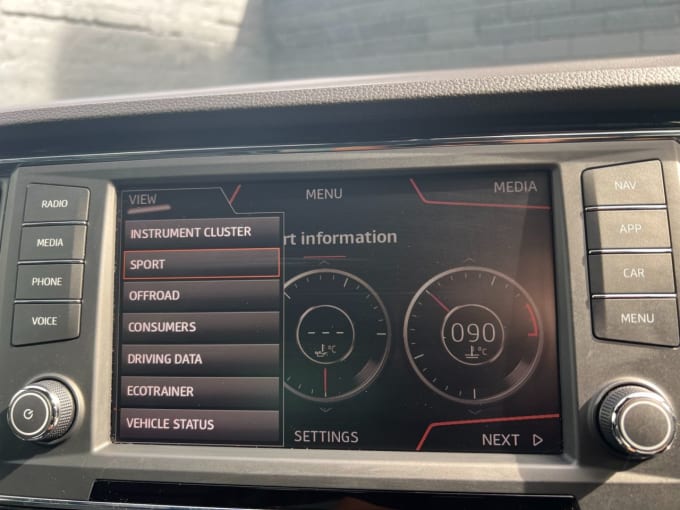 RADIO
MEDIA
PHONE
VOICE
VIEW
MENU
MEDIA
INSTRUMENT CLUSTER
SPORT
OFFROAD
CONSUMERS
DRIVING DATA
ECOTRAINER
VEHICLE STATUS
rt information
---
°C
090
°C
SETTINGS
NEXT
NAV
APP
CAR
MENU